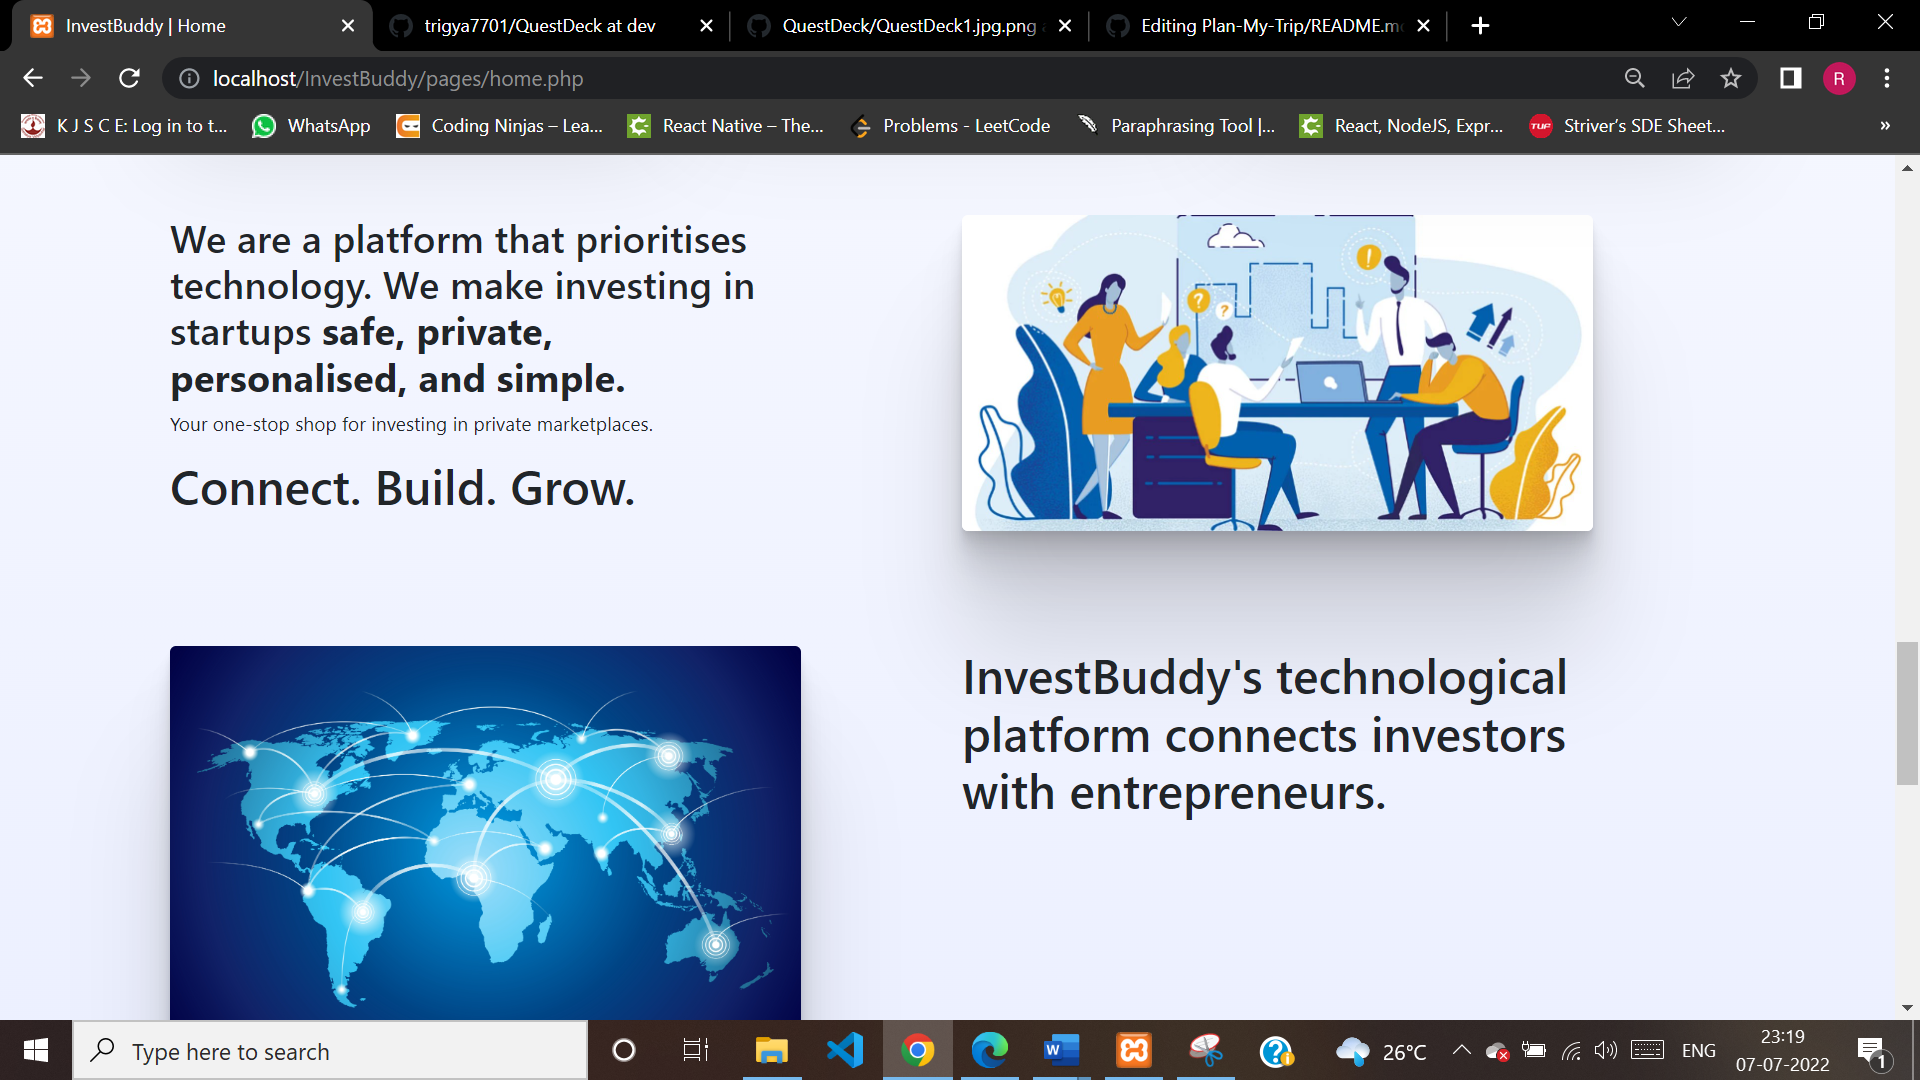 InvestBuddy | Home
trigya7701/QuestDeck at dev
QuestDeck/QuestDeck1.jpg.png a
Editing Plan-My-Trip/README.m
localhost/InvestBuddy/pages/home.php
R
K J S C E: Log in to t...
WhatsApp
Coding Ninjas – Lea...
React Native – The...
Problems - LeetCode
Paraphrasing Tool |...
React, NodeJS, Expr...
TUF
Striver's SDE Sheet...
»
We are a platform that prioritises
technology. We make investing in
startups safe, private,
personalised, and simple.
Your one-stop shop for investing in private marketplaces.
Connect. Build. Grow.
InvestBuddy's technological
platform connects investors
with entrepreneurs.
Type here to search
26°C
ENG
23:19
07-07-2022
1